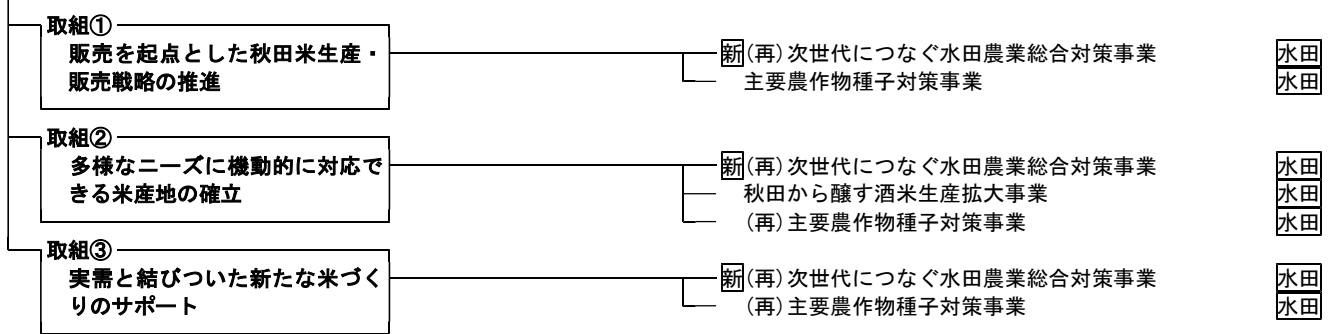 取組①
販売を起点とした秋田米生産・ 新(再)次世代につなぐ水田農業総合対策事業 水田
販売戦略の推進 主要農作物種子対策事業 水田
取組②
多様なニーズに機動的に対応で 新(再)次世代につなぐ水田農業総合対策事業 水田
きる米産地の確立 秋田から醸す酒米生産拡大事業 水田
(再)主要農作物種子対策事業 水田
取組③
実需と結びついた新たな米づく 新(再)次世代につなぐ水田農業総合対策事業 水田
りのサポート (再)主要農作物種子対策事業 水田